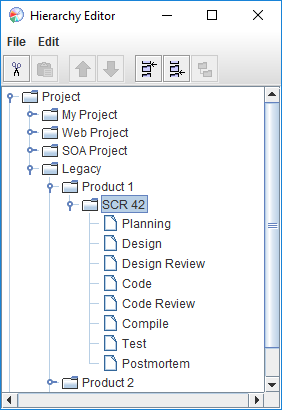 Hierarchy Editor
File Edit
Project
My Project
Web Project
SOA Project
Legacy
Product 1
SCR 42
Planning
Design
Design Review
Code
Code Review
Compile
Test
Postmortem
Product 2